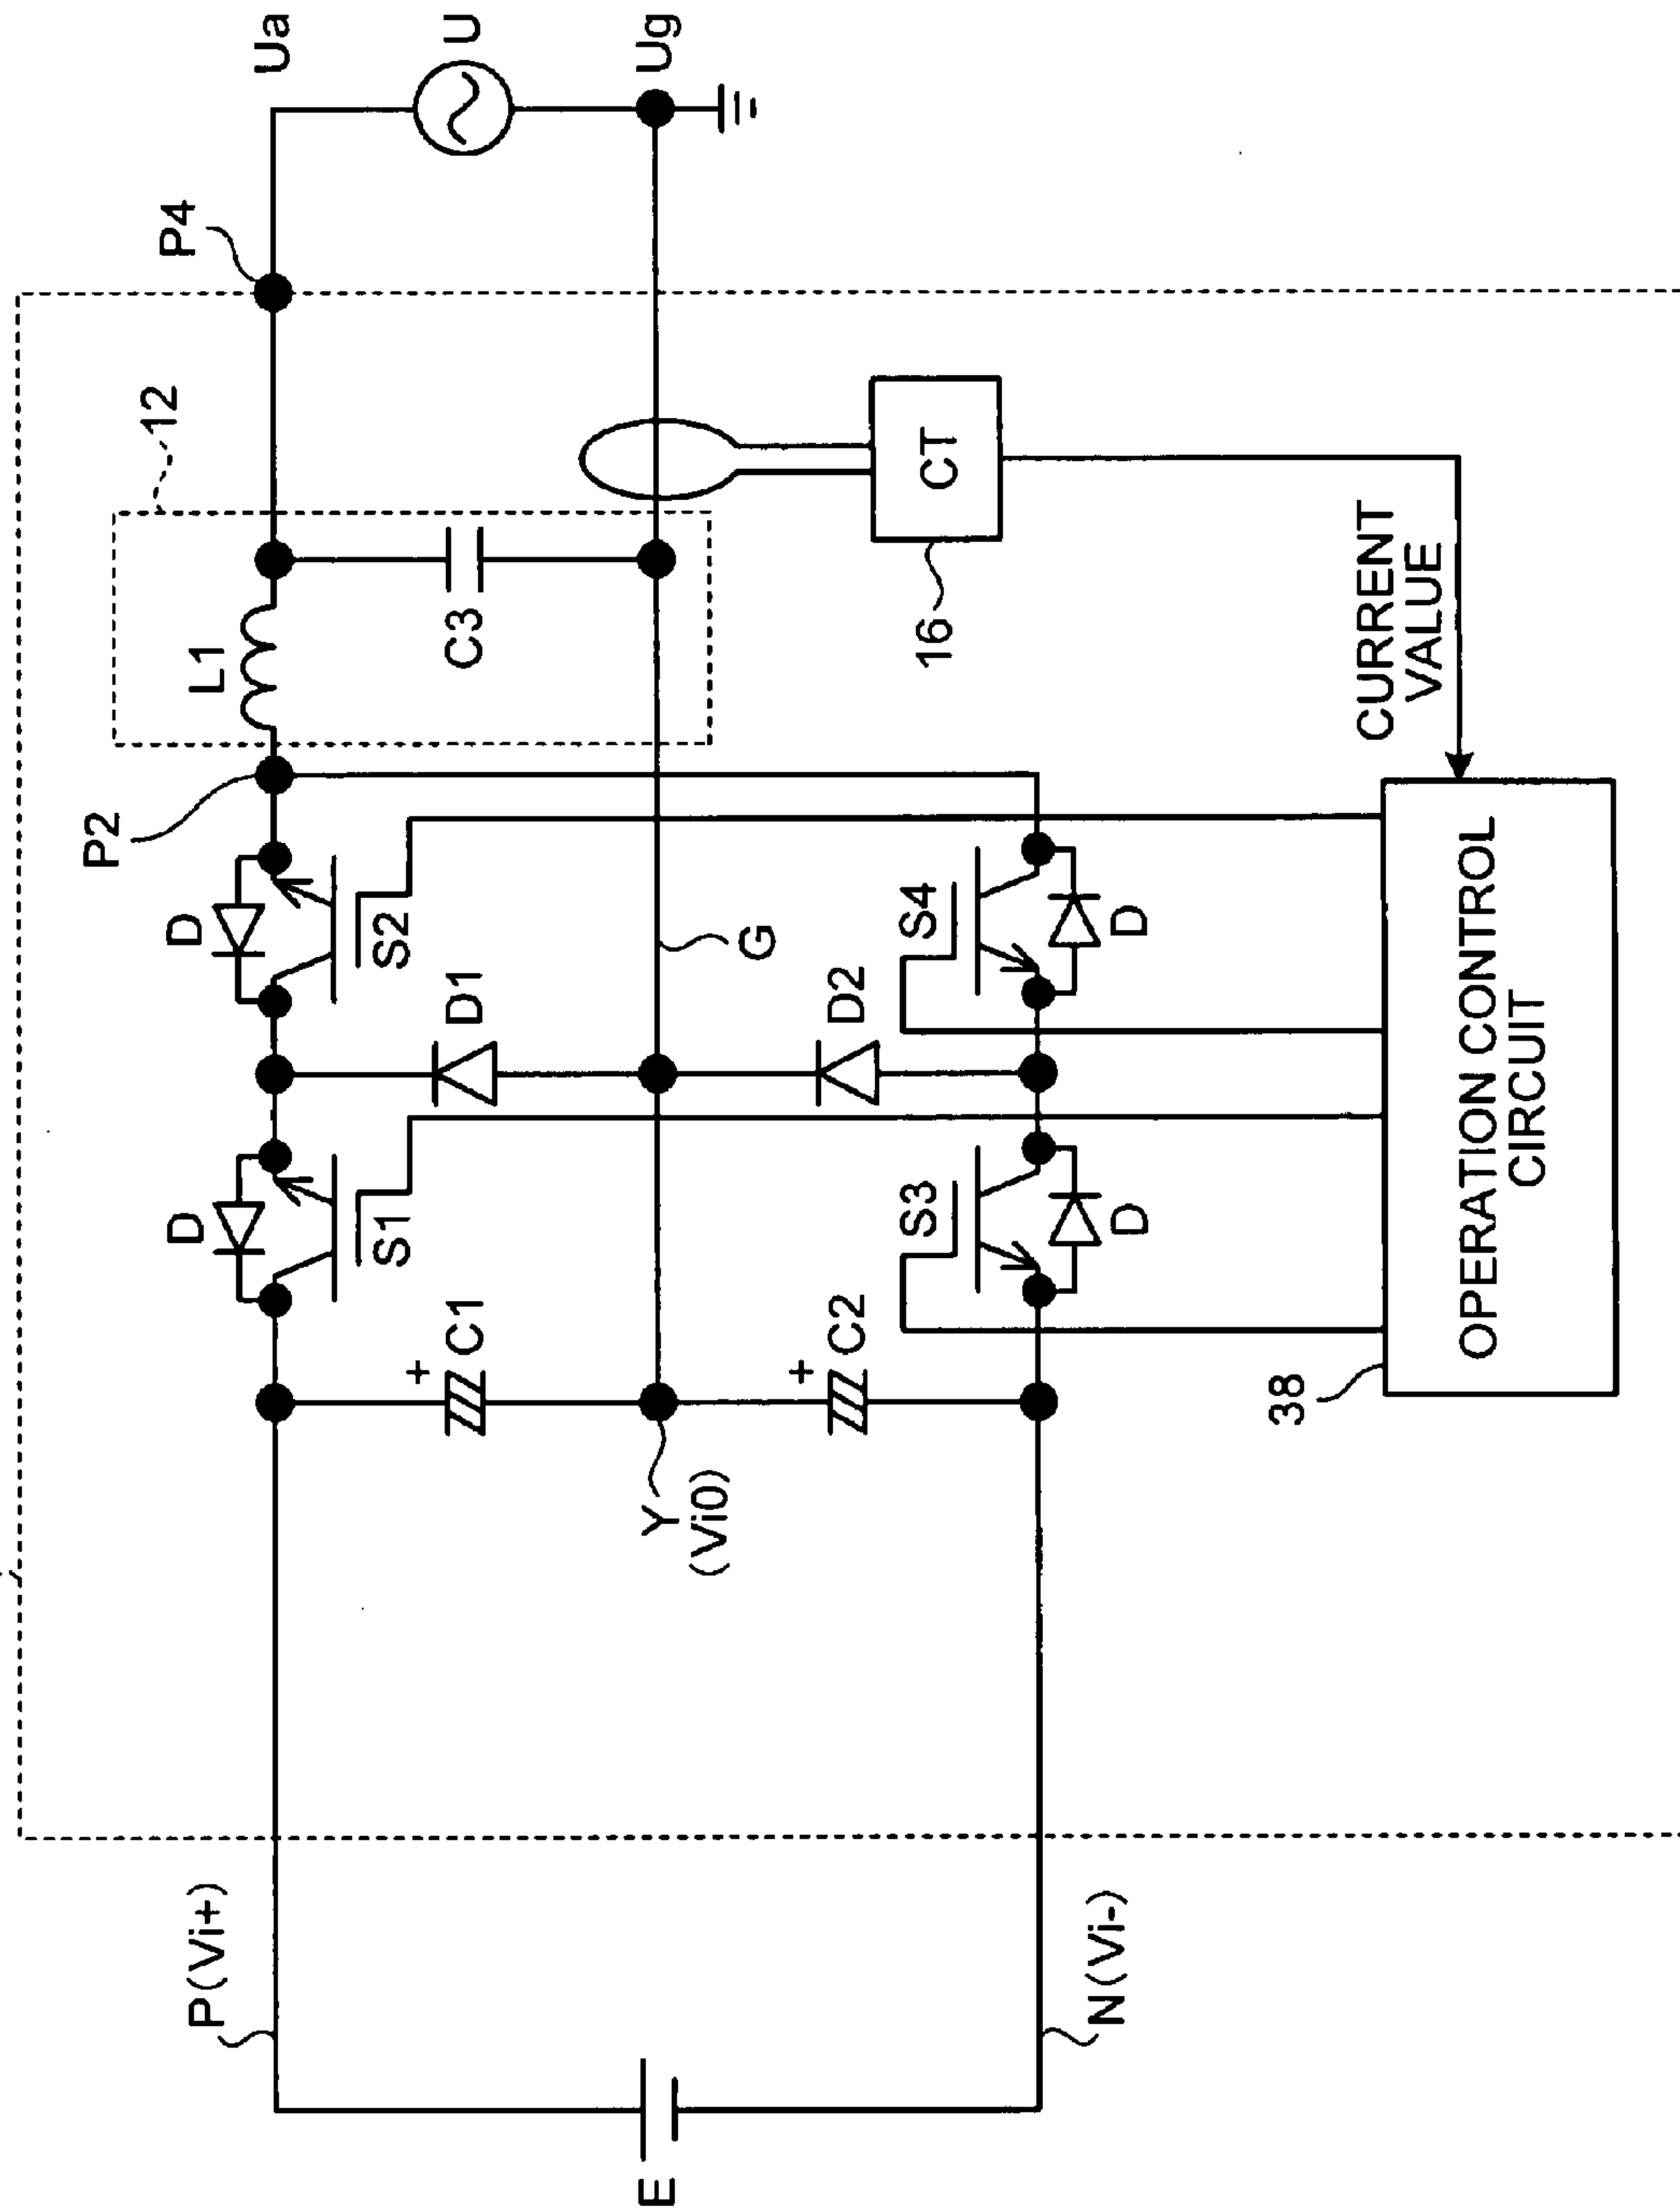 E
P(Vi+)
N(Vi-)
Y
(Vi0)
+
C1
+
C2
D
S1
D1
D
S2
P2
G
D2
S3
D
S4
D
L1
C3
12
P4
Ua
U
Ug
CT
16
CURRENT
VALUE
38
OPERATION CONTROL
CIRCUIT